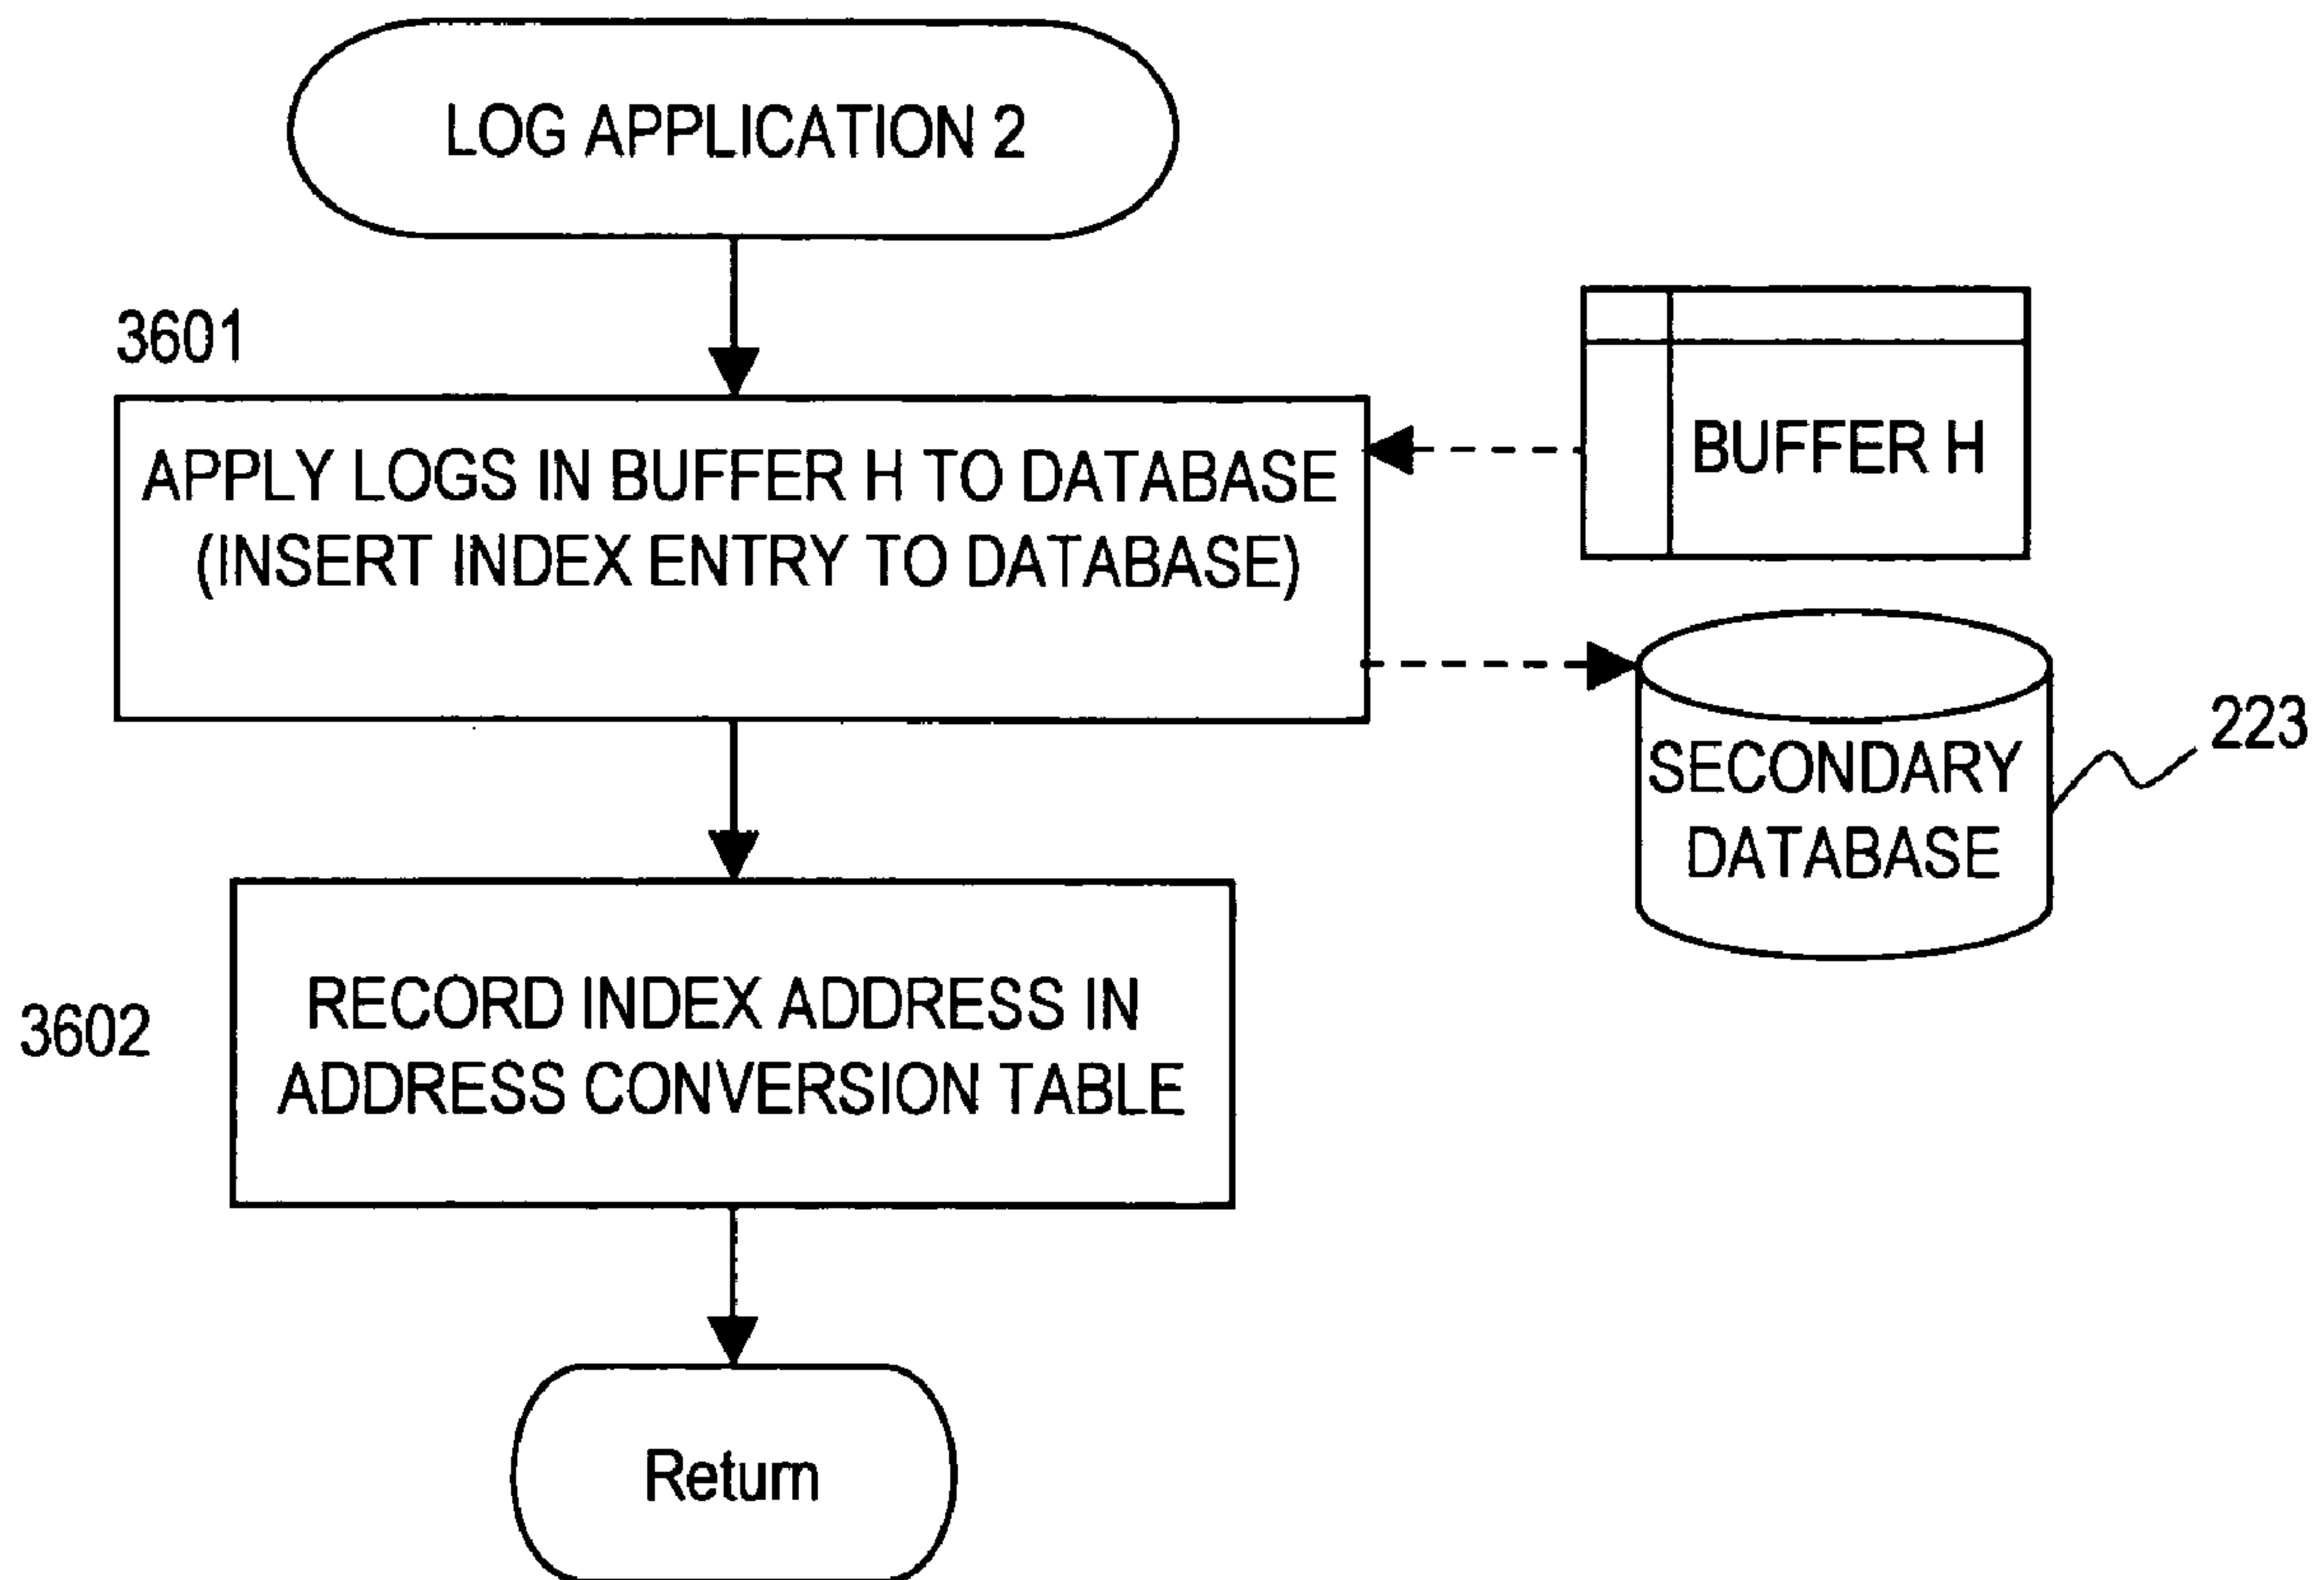 LOG APPLICATION 2
3601
APPLY LOGS IN BUFFER H TO DATABASE
(INSERT INDEX ENTRY TO DATABASE)
BUFFER H
SECONDARY
DATABASE
223
3602
RECORD INDEX ADDRESS IN
ADDRESS CONVERSION TABLE
Return